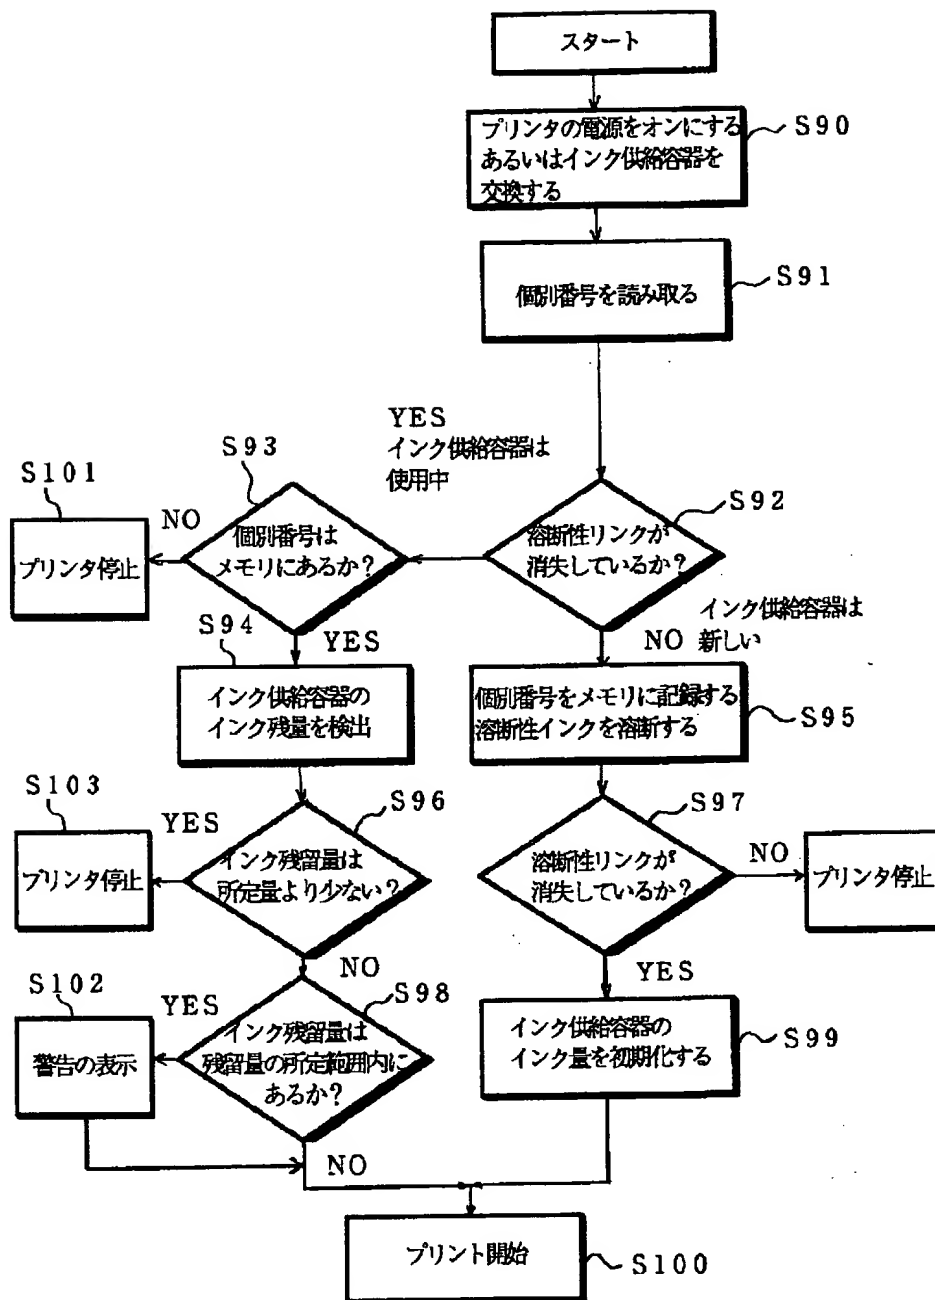 スタート
プリンタの電源をオンにする
あるいはインク供給容器を
交換する
S90
個別番号を読み取る
S91
YES
インク供給容器は
使用中
S93
S101
NO
個別番号は
メモリにあるか?
プリンタ停止
溶断性リンクが
消失しているか?
S92
インク供給容器は
新しい
NO
S94
YES
インク供給容器の
インク残量を検出
個別番号をメモリに記録する
溶断性インクを溶断する
S95
S103
YES
S96
インク残留量は
所定量より少ない?
プリンタ停止
S97
溶断性リンクが
消失しているか?
NO
プリンタ停止
NO
YES
S102
YES
S98
インク残留量は
残留量の所定範囲内に
あるか?
警告の表示
インク供給容器の
インク量を初期化する
S99
NO
プリント開始
S100